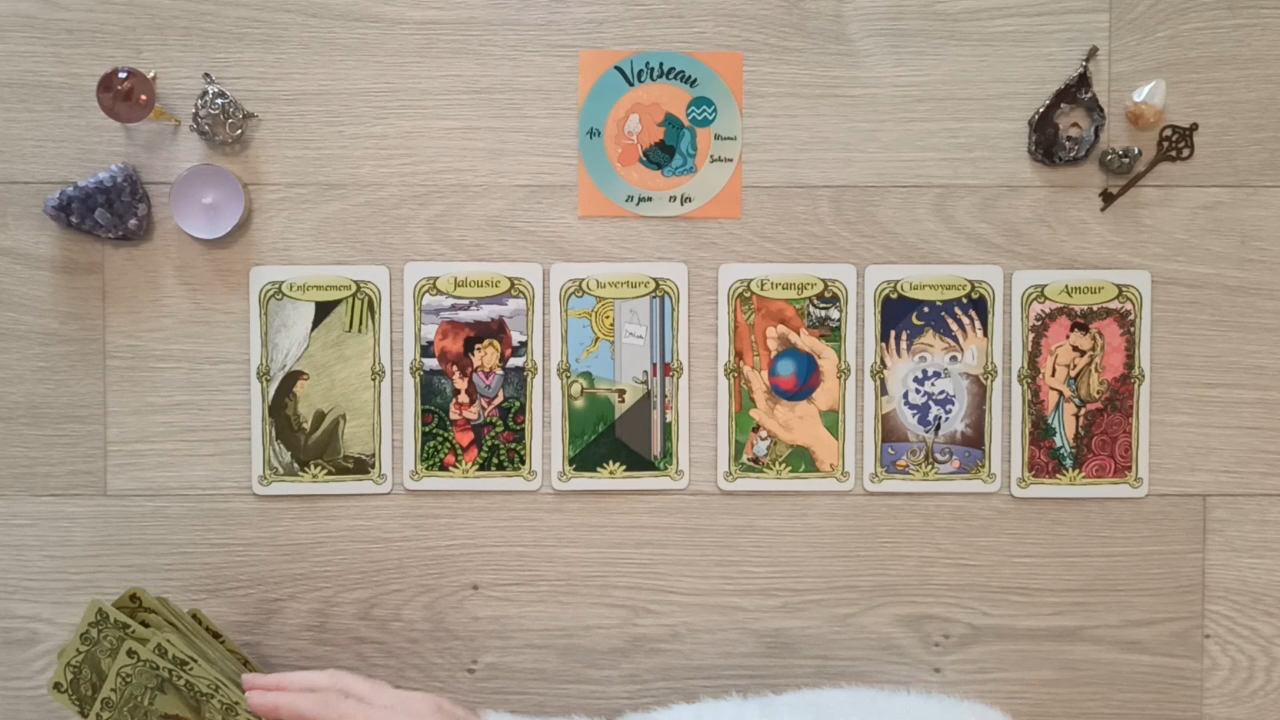 Verseau
Air
Uranus
Saturne
21 jan - 19 fév
Enfermement
Jalousie
Ouverture
Étranger
Clairvoyance
Amour